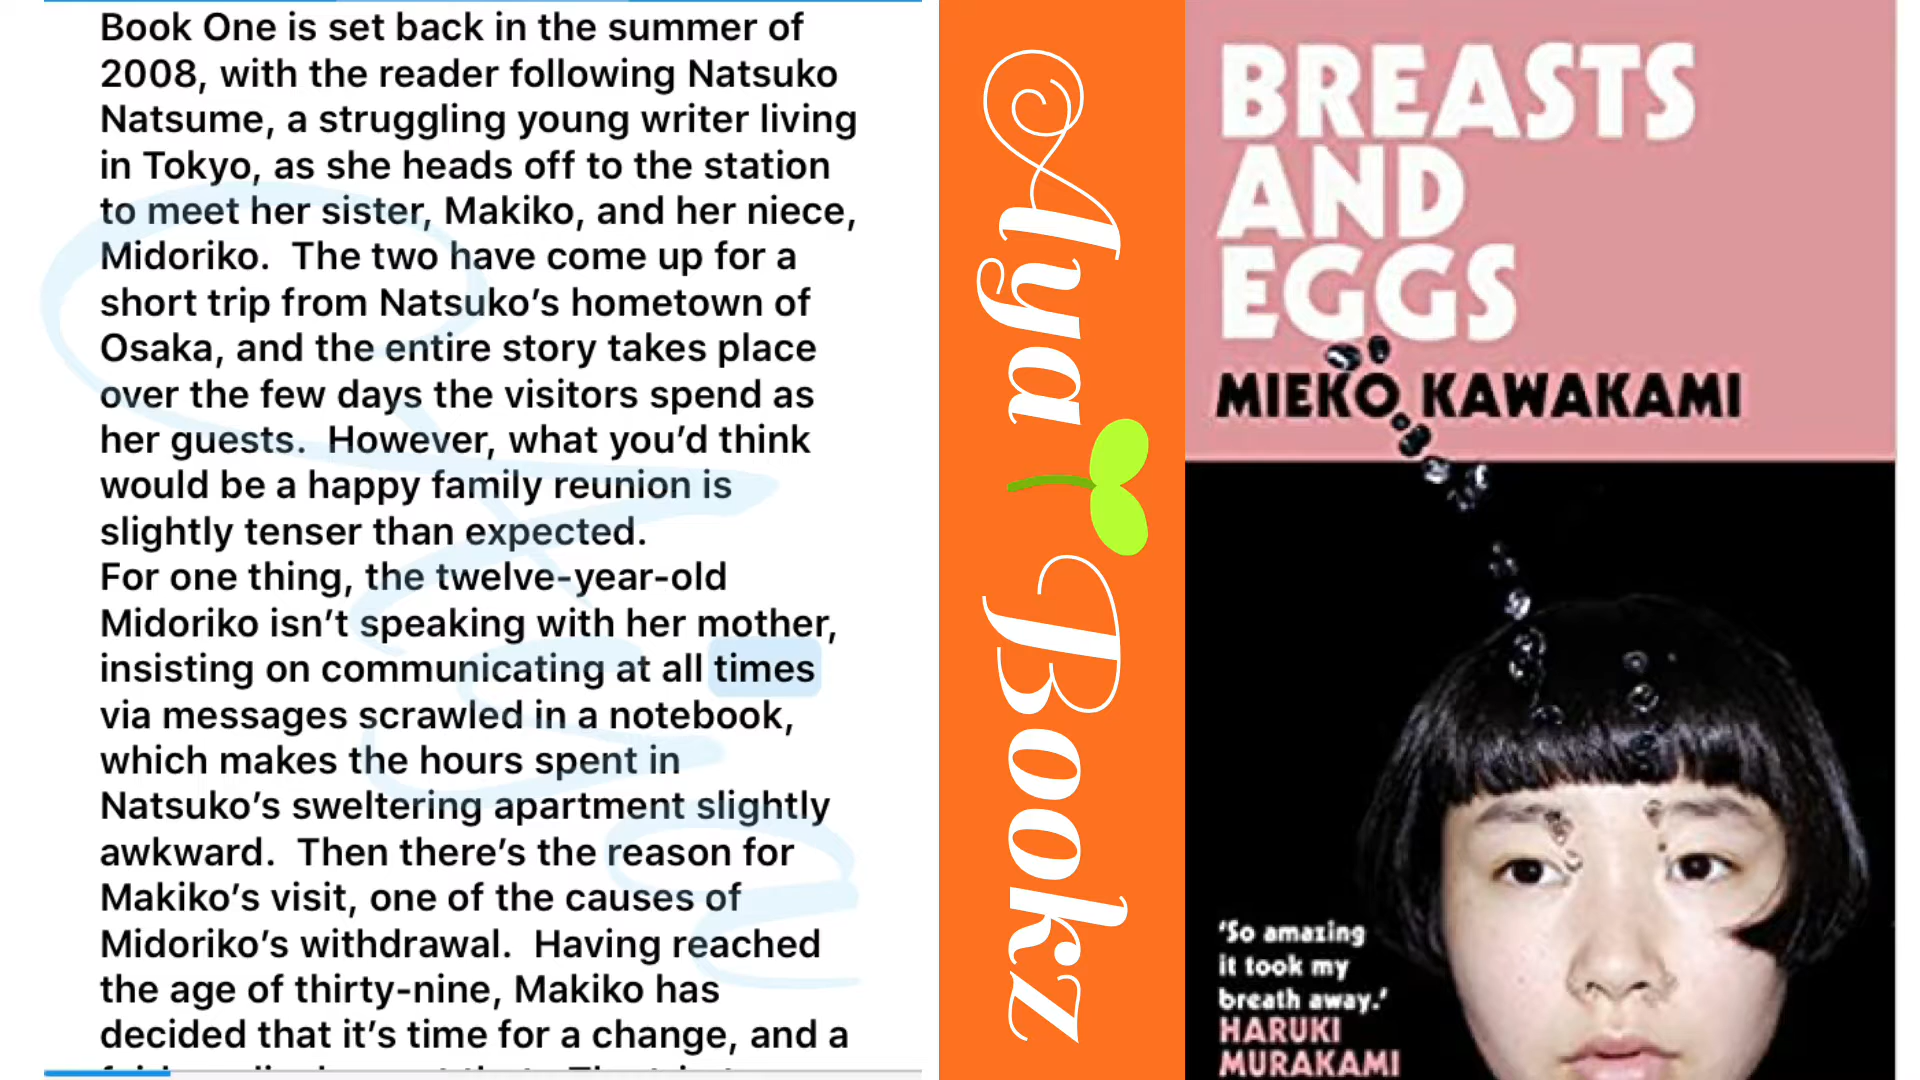 Book One is set back in the summer of
2008, with the reader following Natsuko
Natsume, a struggling young writer living
in Tokyo, as she heads off to the station
to meet her sister, Makiko, and her niece,
Midoriko.  The two have come up for a
short trip from Natsuko’s hometown of
Osaka, and the entire story takes place
over the few days the visitors spend as
her guests.  However, what you’d think
would be a happy family reunion is
slightly tenser than expected.
For one thing, the twelve-year-old
Midoriko isn’t speaking with her mother,
insisting on communicating at all times
via messages scrawled in a notebook,
which makes the hours spent in
Natsuko’s sweltering apartment slightly
awkward.  Then there’s the reason for
Makiko’s visit, one of the causes of
Midoriko’s withdrawal.  Having reached
the age of thirty-nine, Makiko has
decided that it’s time for a change, and a
Aya Bookz
BREASTS
AND
EGGS
MIEKO KAWAKAMI
‘So amazing
it took my
breath away.’
HARUKI
MURAKAMI